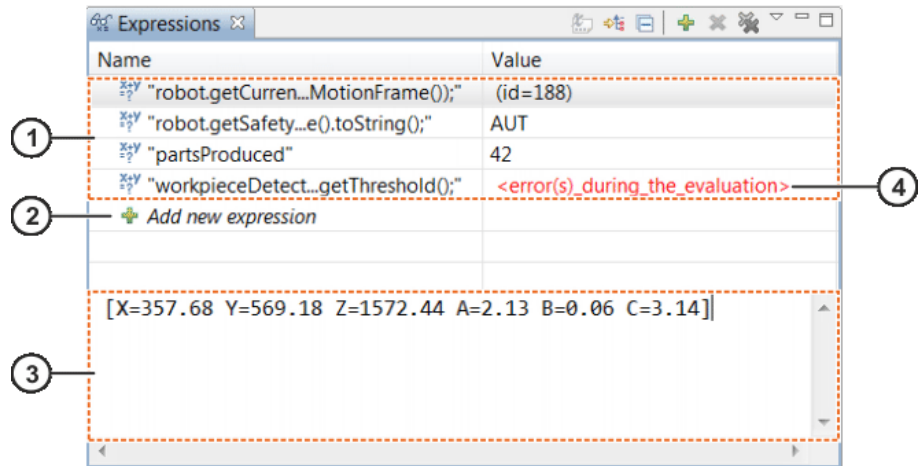 Expressions
Name Value
"robot.getCurren...MotionFrame());" (id=188)
"robot.getSafety...e().toString();" AUT
"partsProduced" 42
"workpieceDetect...getThreshold();" <error(s)_during_the_evaluation>
Add new expression
[X=357.68 Y=569.18 Z=1572.44 A=2.13 B=0.06 C=3.14]
1
2
3
4